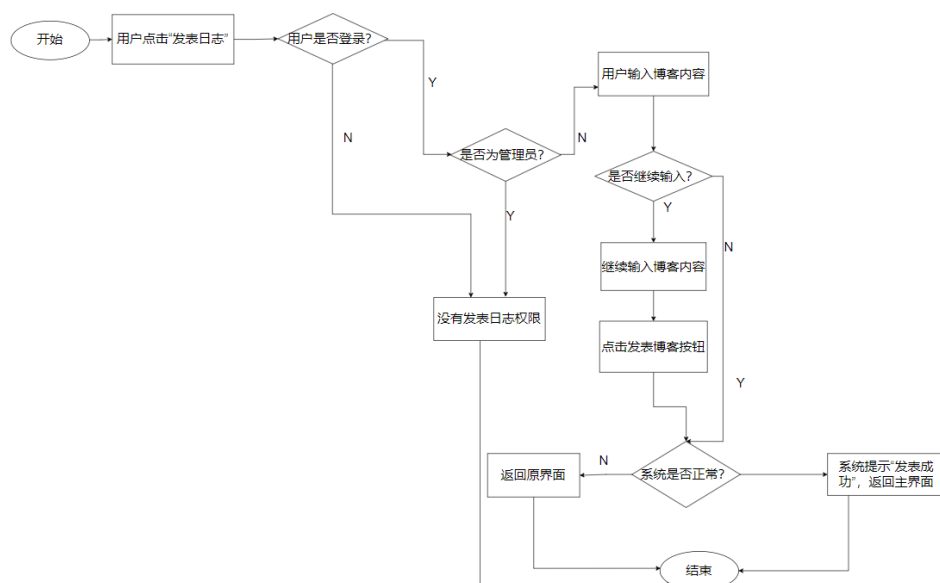 开始
用户点击“发表日志”
用户是否登录?
Y
N
是否为管理员?
N
Y
用户输入博客内容
是否继续输入?
Y
N
继续输入博客内容
没有发表日志权限
点击发表博客按钮
Y
N
返回原界面
系统是否正常?
系统提示“发表成
功”，返回主界面
结束